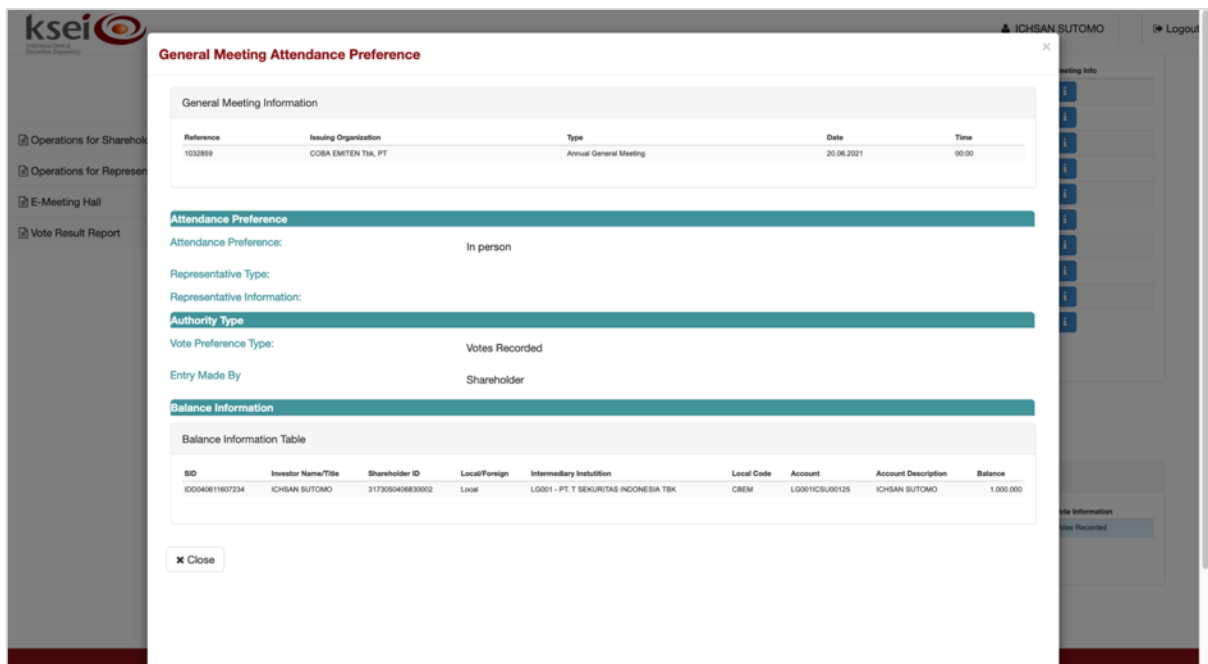 ksei
Indonesia Central
Securities Depository
ICHSAN SUTOMO
Logout
General Meeting Attendance Preference
×
General Meeting Information
Reference Issuing Organization Type Date Time
1032859 COBA EMITEN Tbk, PT Annual General Meeting 20.06.2021 00:00
Operations for Sharehold
Operations for Represen
E-Meeting Hall
Vote Result Report
eeting Info
i
i
i
i
i
i
i
i
i
i
Attendance Preference
Attendance Preference: In person
Representative Type:
Representative Information:
Authority Type
Vote Preference Type: Votes Recorded
Entry Made By Shareholder
Balance Information
Balance Information Table
SID Investor Name/Title Shareholder ID Local/Foreign Intermediary Instutition Local Code Account Account Description Balance
IDD040611607234 ICHSAN SUTOMO 3173050406830002 Local LG001 - PT. T SEKURITAS INDONESIA TBK CBEM LG001ICSU00125 ICHSAN SUTOMO 1.000.000
ote Information
otes Recorded
Close